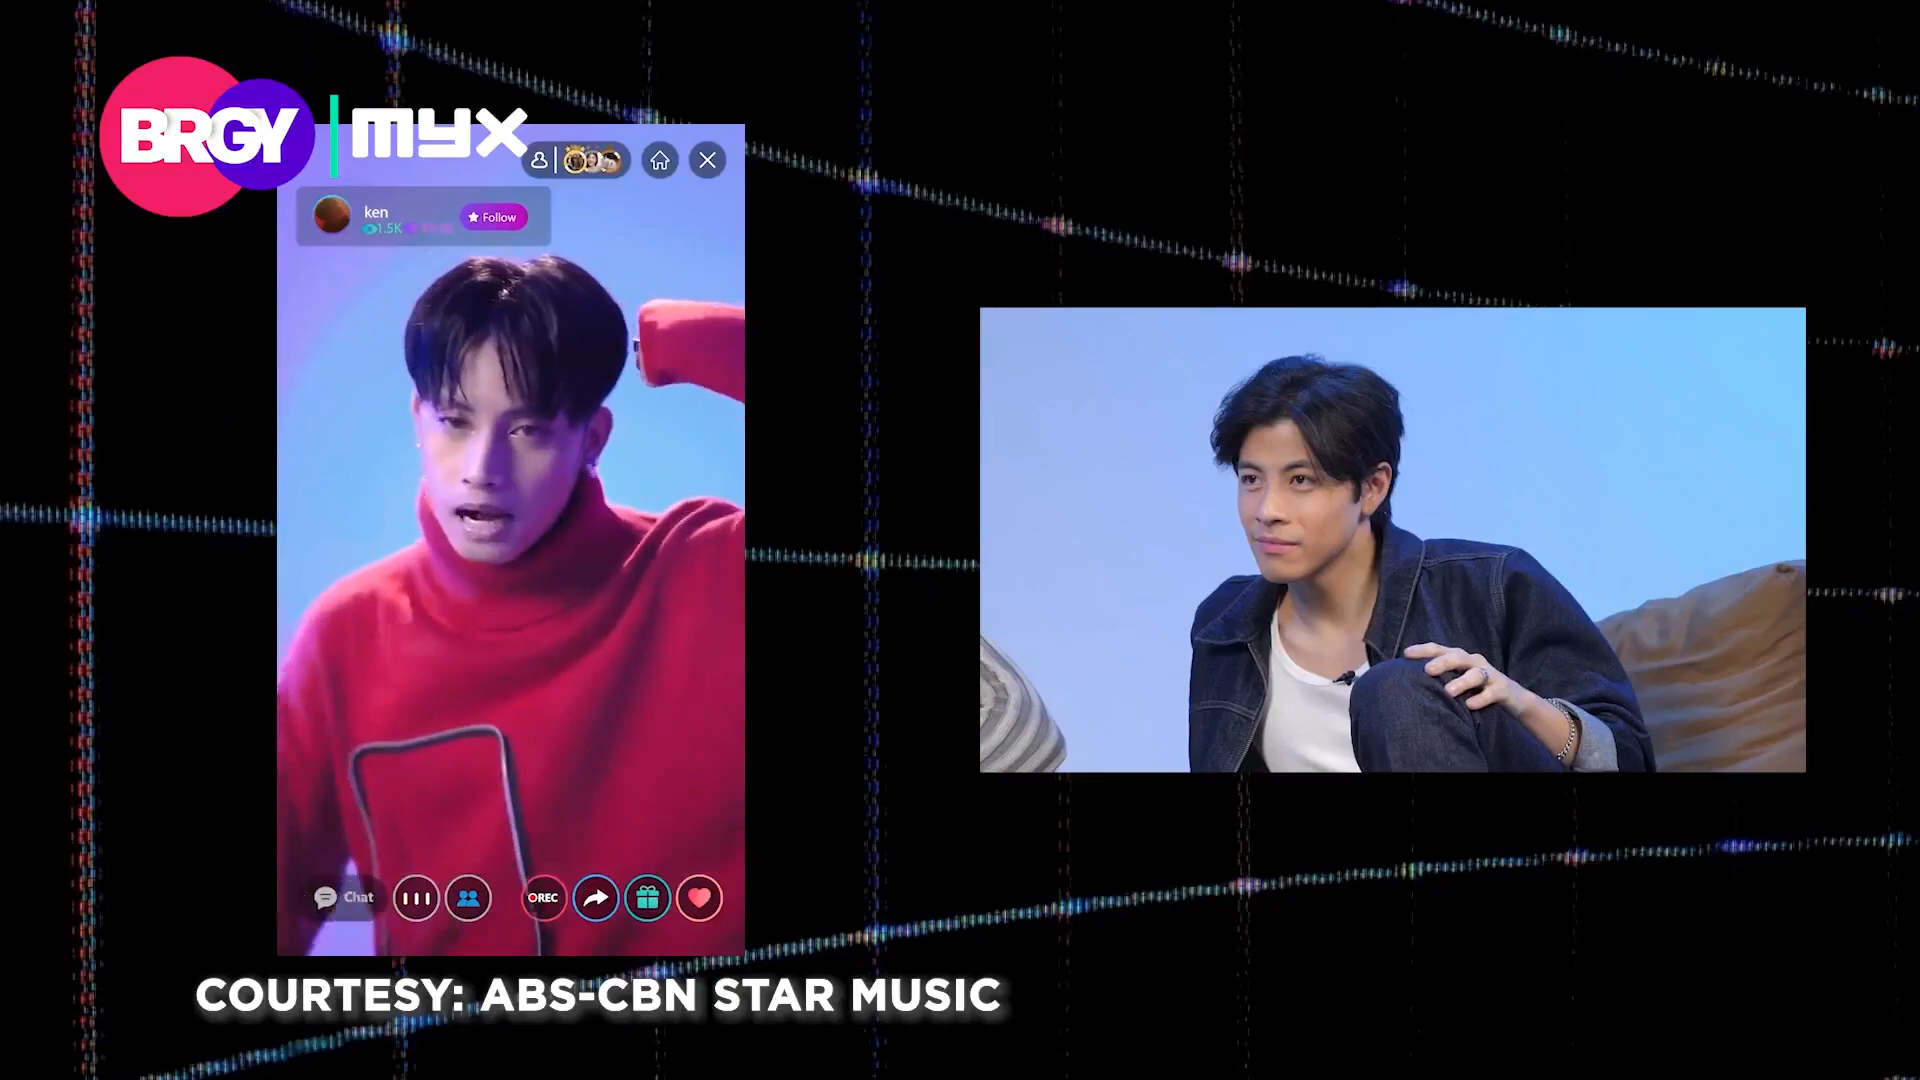 BRGY
MYX
ken
Follow
1.5K
Chat
REC
COURTESY: ABS-CBN STAR MUSIC